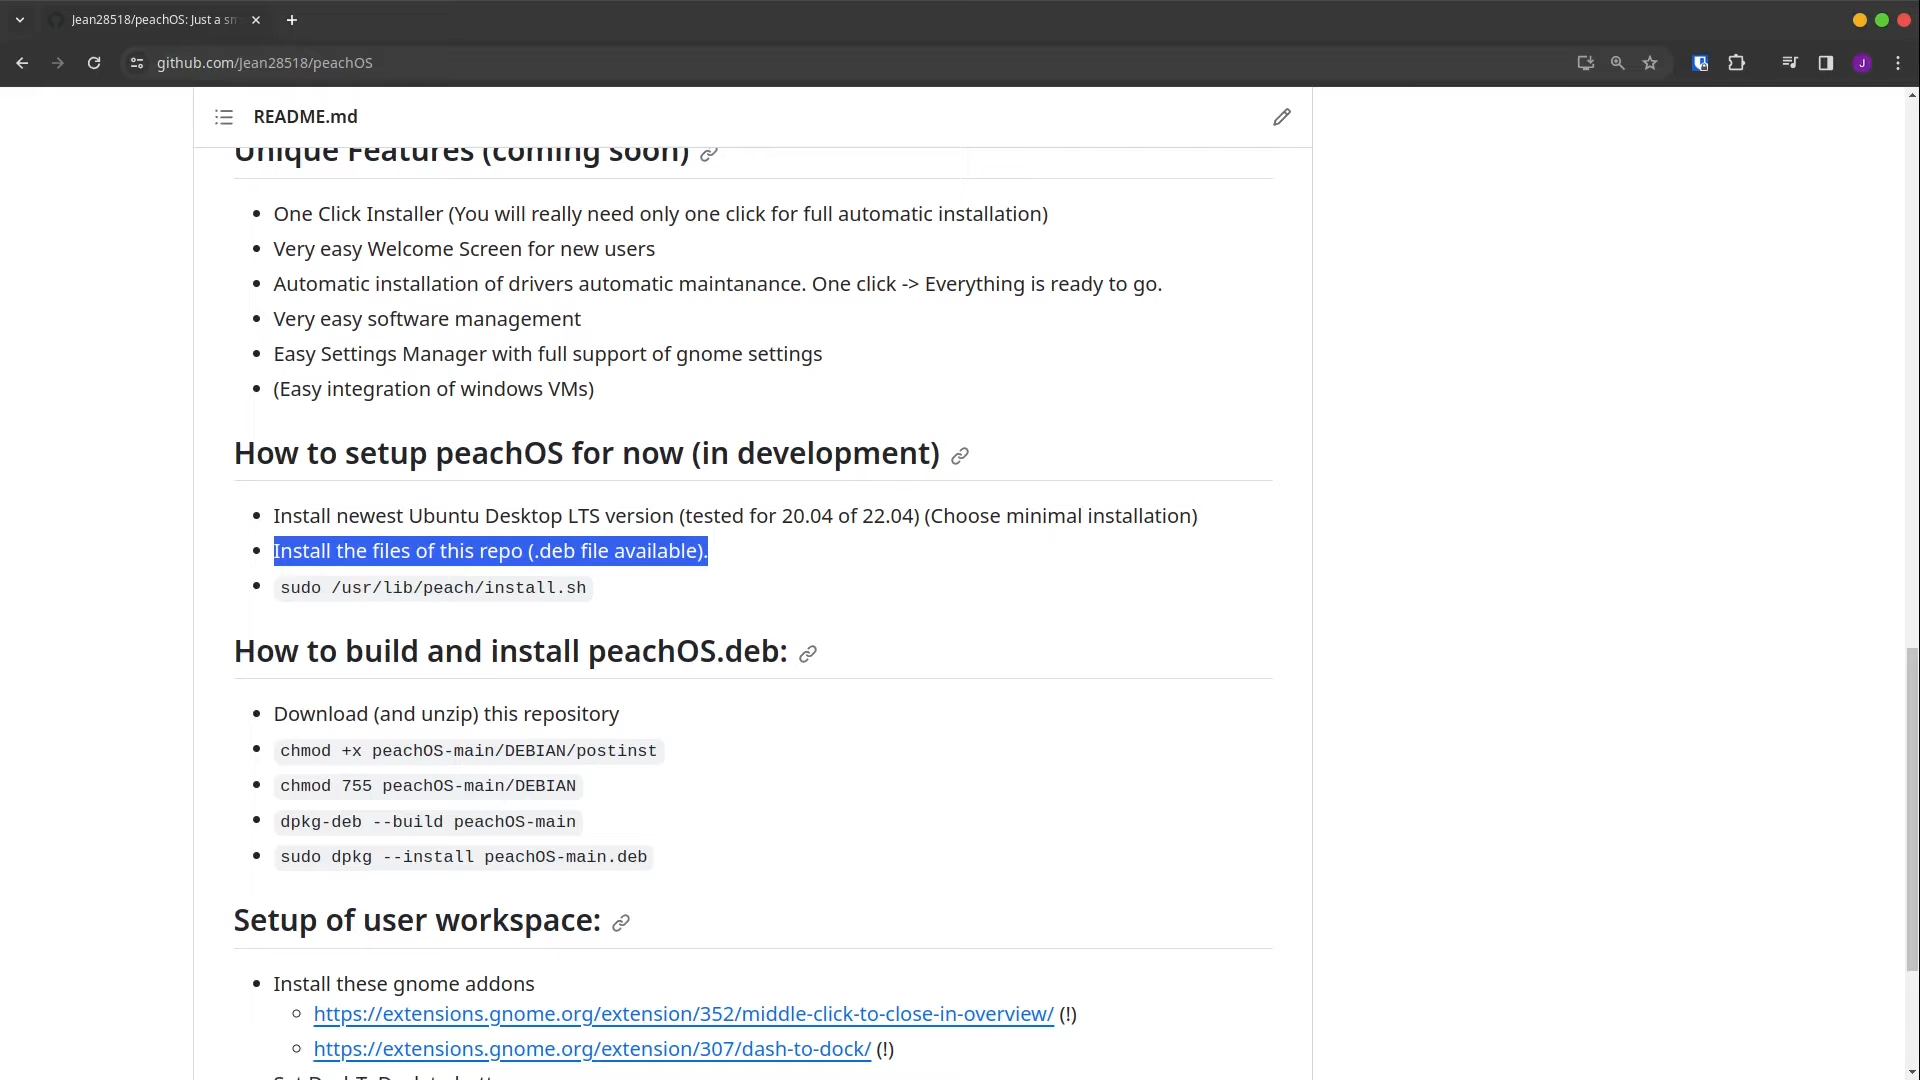 Jean28518/peachOS: Just a sm
github.com/Jean28518/peachOS
J
README.md
Unique Features (coming soon)
One Click Installer (You will really need only one click for full automatic installation)
Very easy Welcome Screen for new users
Automatic installation of drivers automatic maintanance. One click -> Everything is ready to go.
Very easy software management
Easy Settings Manager with full support of gnome settings
(Easy integration of windows VMs)
How to setup peachOS for now (in development)
Install newest Ubuntu Desktop LTS version (tested for 20.04 of 22.04) (Choose minimal installation)
Install the files of this repo (.deb file available).
sudo /usr/lib/peach/install.sh
How to build and install peachOS.deb:
Download (and unzip) this repository
chmod +x peachOS-main/DEBIAN/postinst
chmod 755 peachOS-main/DEBIAN
dpkg-deb --build peachOS-main
sudo dpkg --install peachOS-main.deb
Setup of user workspace:
Install these gnome addons
https://extensions.gnome.org/extension/352/middle-click-to-close-in-overview/ (!)
https://extensions.gnome.org/extension/307/dash-to-dock/ (!)